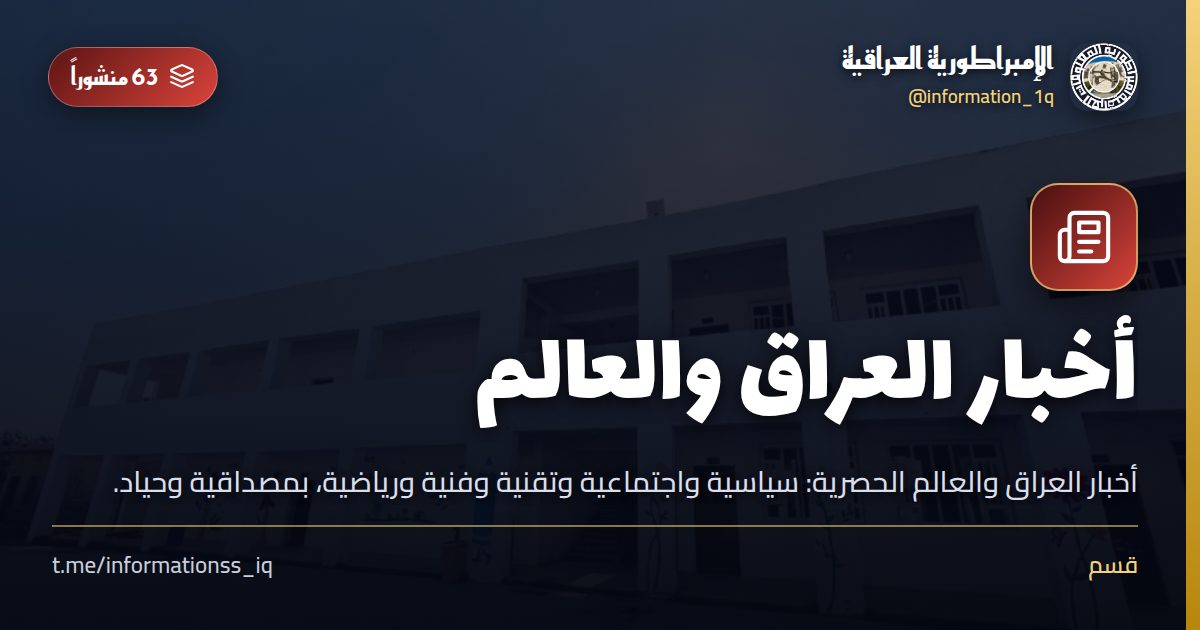 الإمبراطورية العراقية
@information_1q
63 منشوراً
أخبار العراق والعالم
أخبار العراق والعالم الحصرية: سياسية واجتماعية وتقنية وفنية ورياضية، بمصداقية وحياد.
قسم
t.me/informationss_iq